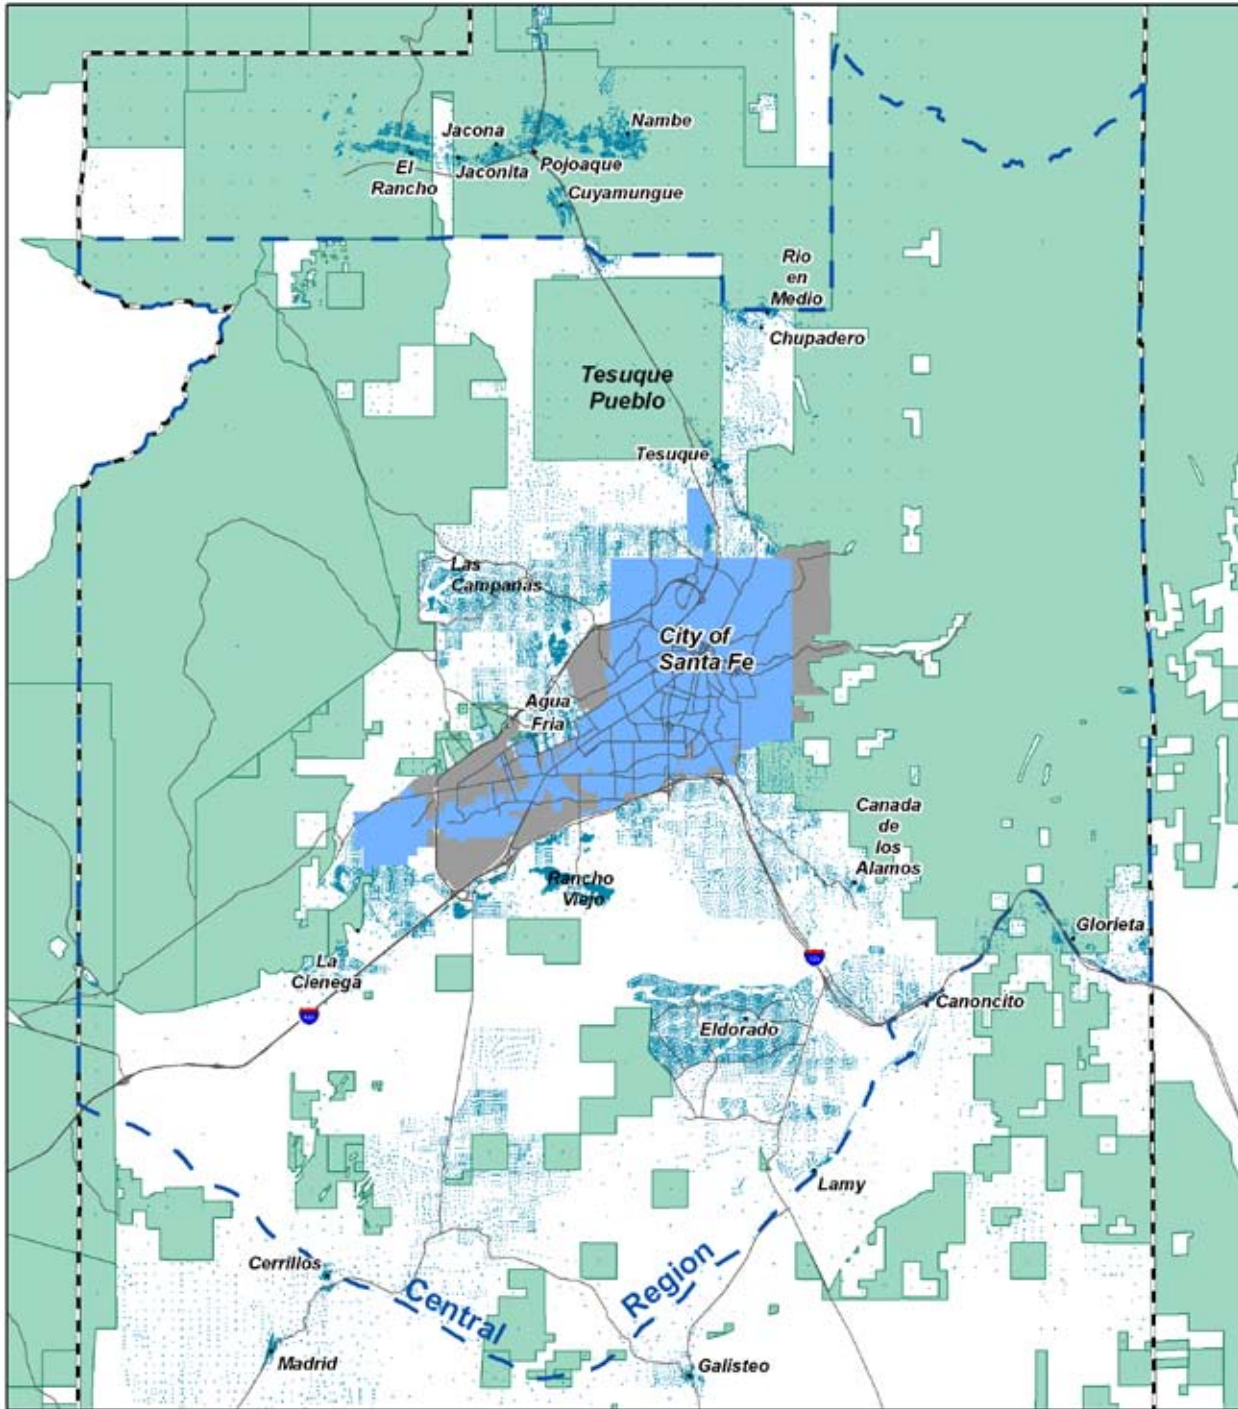 Nambe
Jacona
El
Rancho
Jaconita
Pojoaque
Cuyamungue
Rio
en
Medio
Chupadero
Tesuque
Pueblo
Tesuque
Las
Campanas
City of
Santa Fe
Agua
Fria
Canada
de
los
Alamos
Rancho
Viejo
Glorieta
La
Cienega
Canoncito
Eldorado
Lamy
Cerrillos
Central
Region
Madrid
Galisteo